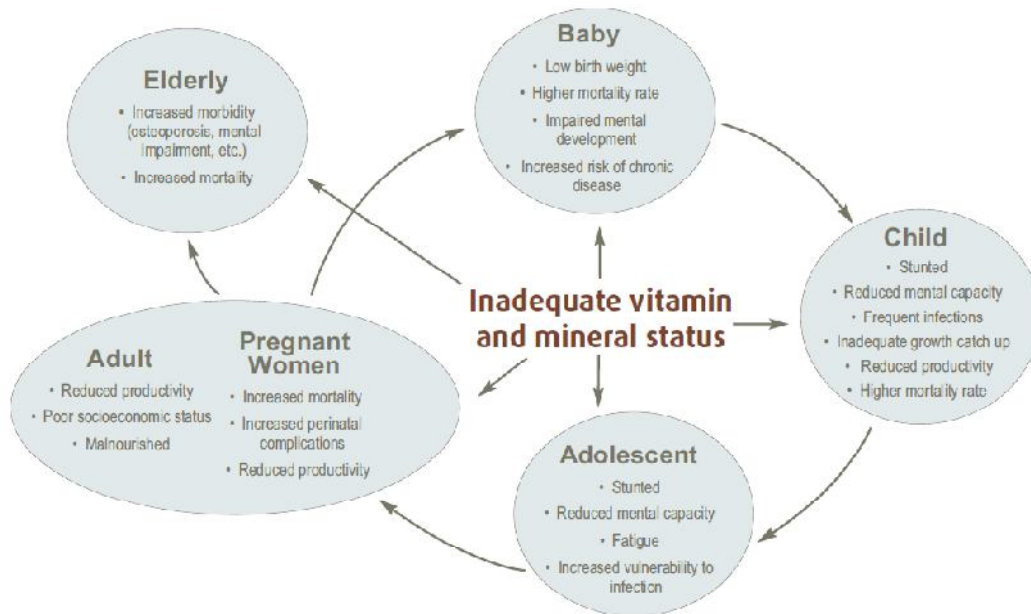 Baby
• Low birth weight
• Higher mortality rate
• Impaired mental
development
• Increased risk of chronic
disease
Elderly
• Increased morbidity
(osteoporosis, mental
Impairment, etc.)
• Increased mortality
Child
• Stunted
• Reduced mental capacity
• Frequent infections
• Inadequate growth catch up
• Reduced productivity
• Higher mortality rate
Inadequate vitamin
and mineral status
Adult
• Reduced productivity
• Poor socioeconomic status
• Malnourished
Pregnant
Women
• Increased mortality
• Increased perinatal
complications
• Reduced productivity
Adolescent
• Stunted
• Reduced mental capacity
• Fatigue
• Increased vulnerability to
infection